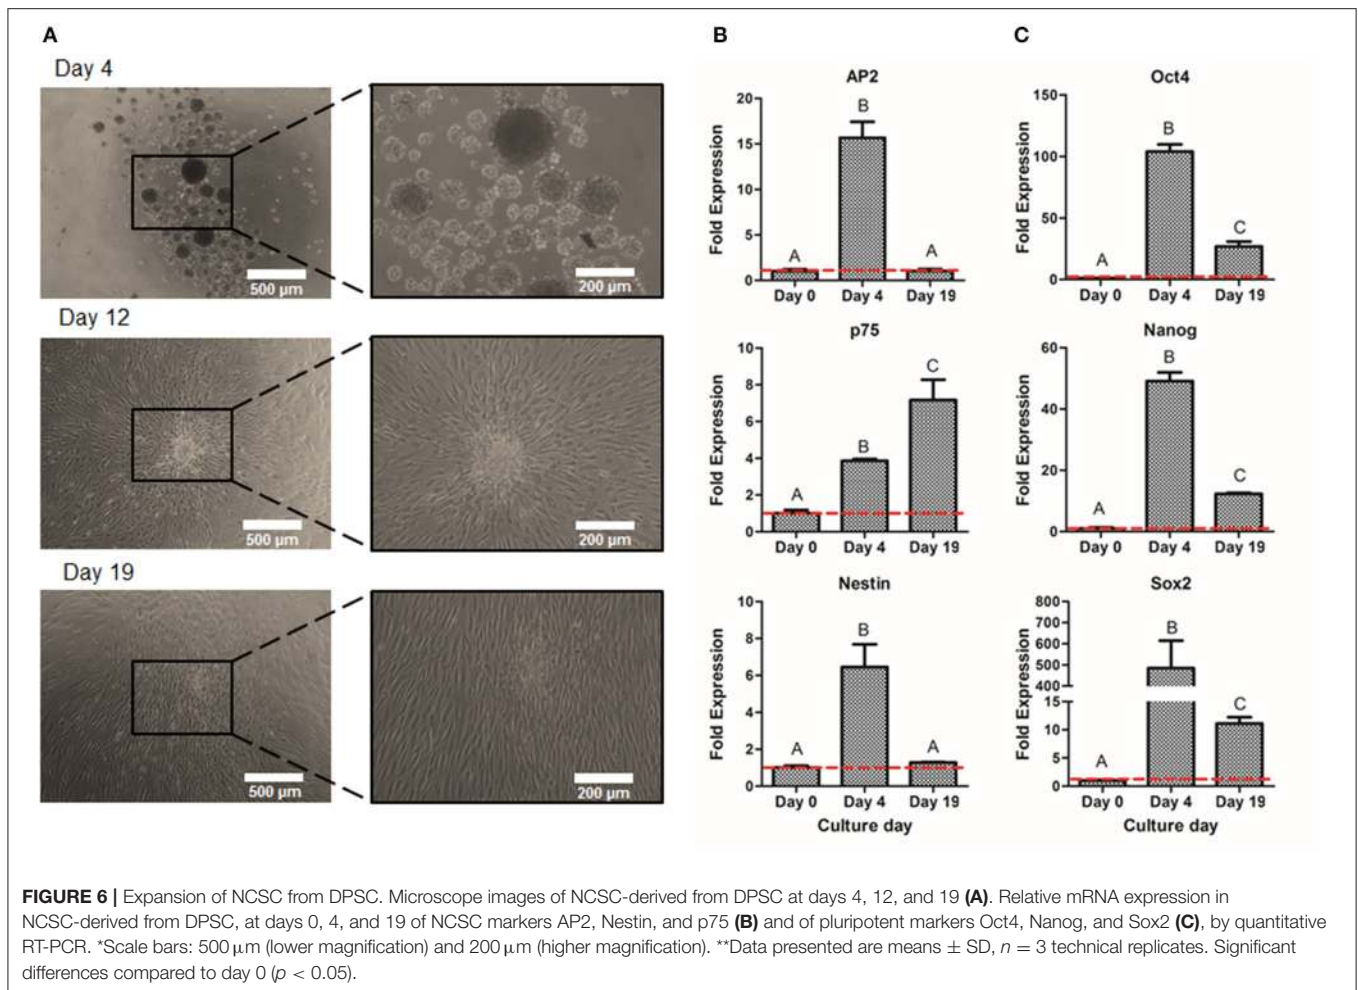 A
Day 4
500 µm
200 µm
Day 12
500 µm
200 µm
Day 19
500 µm
200 µm
B
AP2
Fold Expression
20
15
10
5
0
A
B
A
Day 0 Day 4 Day 19
p75
Fold Expression
10
8
6
4
2
0
A
B
C
Day 0 Day 4 Day 19
Nestin
Fold Expression
10
8
6
4
2
0
A
B
A
Day 0 Day 4 Day 19
Culture day
C
Oct4
Fold Expression
150
100
50
0
A
B
C
Day 0 Day 4 Day 19
Nanog
Fold Expression
60
40
20
0
A
B
C
Day 0 Day 4 Day 19
Sox2
Fold Expression
800
700
600
500
400
15
10
5
0
A
B
C
Day 0 Day 4 Day 19
Culture day
FIGURE 6 | Expansion of NCSC from DPSC. Microscope images of NCSC-derived from DPSC at days 4, 12, and 19 (A). Relative mRNA expression in
NCSC-derived from DPSC, at days 0, 4, and 19 of NCSC markers AP2, Nestin, and p75 (B) and of pluripotent markers Oct4, Nanog, and Sox2 (C), by quantitative
RT-PCR. *Scale bars: 500 µm (lower magnification) and 200 µm (higher magnification). **Data presented are means ± SD, n = 3 technical replicates. Significant
differences compared to day 0 (p < 0.05).